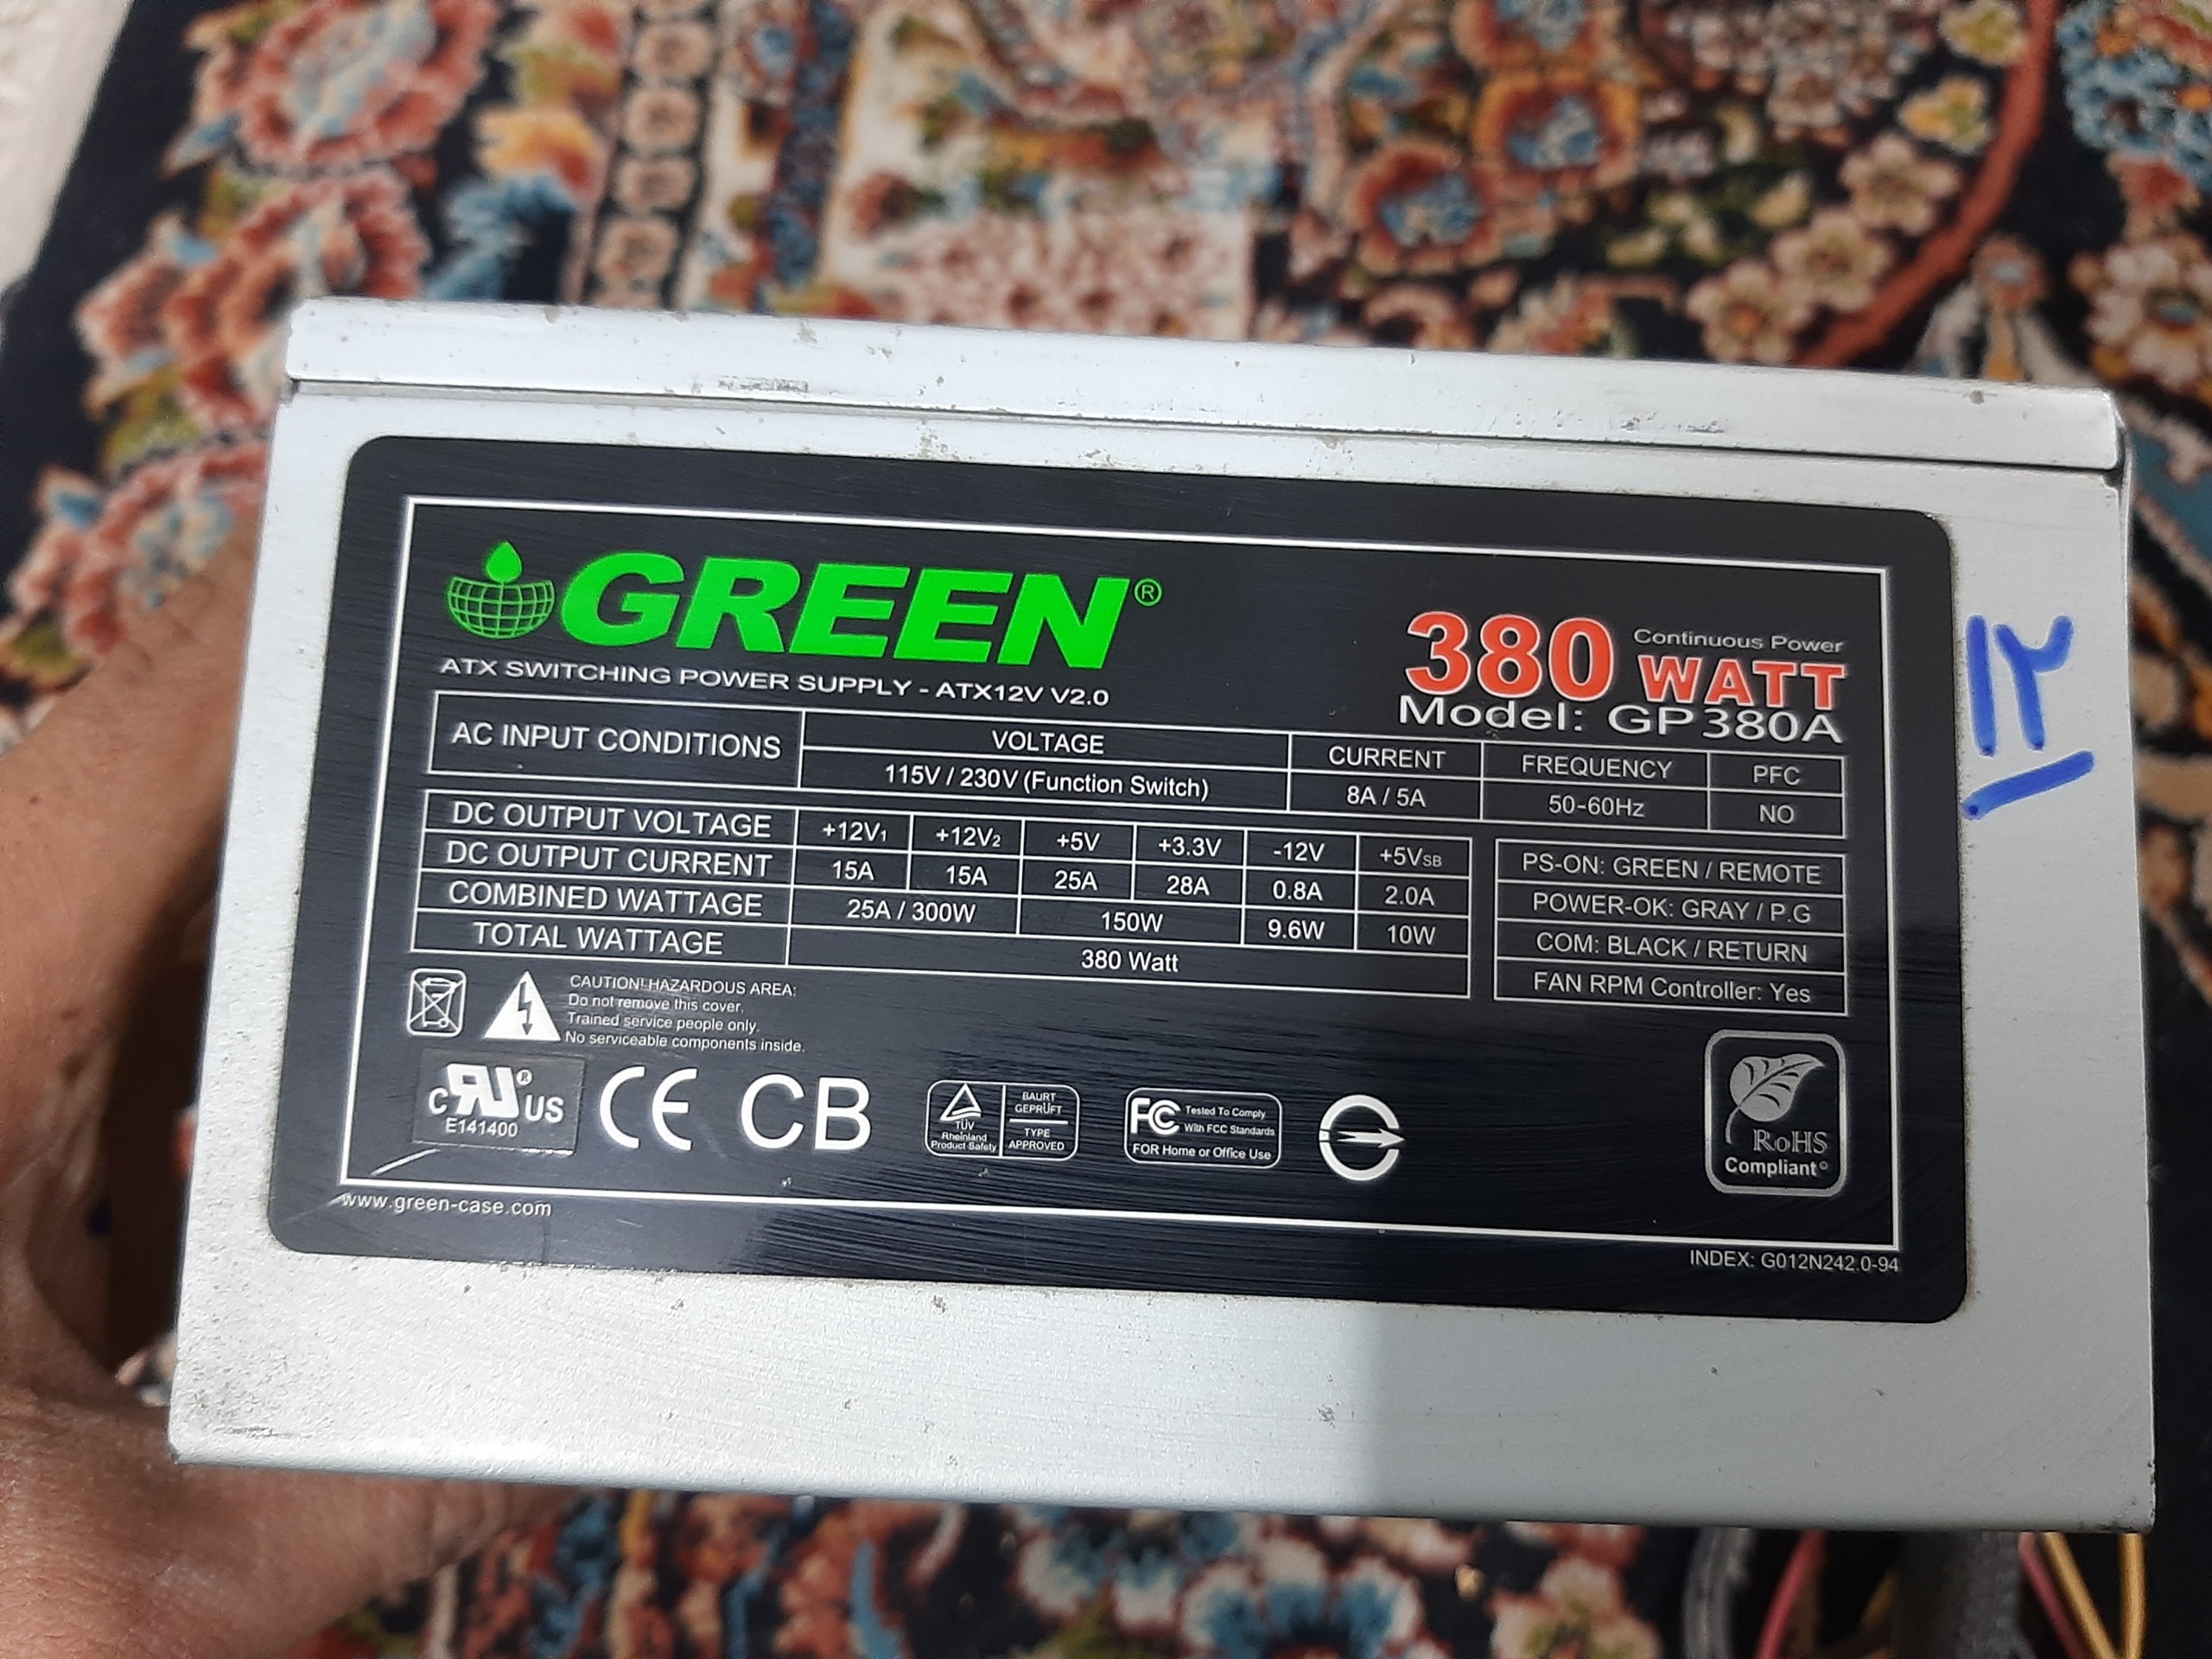 GREEN®
ATX SWITCHING POWER SUPPLY - ATX12V V2.0
380 Continuous Power
WATT
Model: GP380A
AC INPUT CONDITIONS VOLTAGE CURRENT FREQUENCY PFC
115V / 230V (Function Switch) 8A / 5A 50-60Hz NO
DC OUTPUT VOLTAGE +12V1 +12V2 +5V +3.3V -12V +5VSB
DC OUTPUT CURRENT 15A 15A 25A 28A 0.8A 2.0A
COMBINED WATTAGE 25A / 300W 150W 9.6W 10W
TOTAL WATTAGE 380 Watt
PS-ON: GREEN / REMOTE
POWER-OK: GRAY / P.G
COM: BLACK / RETURN
FAN RPM Controller: Yes
CAUTION! HAZARDOUS AREA:
Do not remove this cover.
Trained service people only.
No serviceable components inside.
c RU® US
E141400
CE
CB
TÜV
Rheinland
Product Safety
BAURT
GEPRÜFT
TYPE
APPROVED
FC Tested To Comply
With FCC Standards
FOR Home or Office Use
RoHS
Compliant
www.green-case.com
INDEX: G012N242.0-94
۱۲